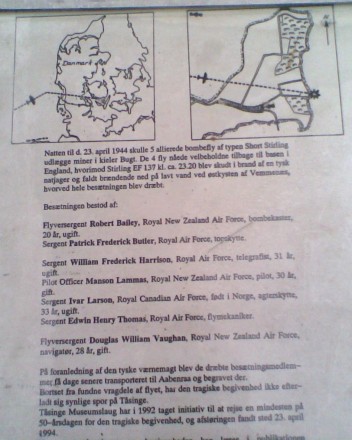 Danmark
Natten til d. 23. april 1944 skulle 5 allierede bombefly af typen Short Stirling
udlægge miner i kieler Bugt. De 4 fly nåede velbeholdne tilbage til basen i
England, hvorimod Stirling EF 137 kl. ca. 23.20 blev skudt i brand af en tysk
natjager og faldt brændende ned på lavt vand ved østkysten af Vemmenæs,
hvorved hele besætningen blev dræbt.
Besætningen bestod af:
Flyversergent Robert Bailey, Royal New Zealand Air Force, bombekaster,
20 år, ugift.
Sergent Patrick Frederick Butler, Royal Air Force, topskytte.
Sergent William Frederick Harrison, Royal Air Force, telegrafist, 31 år,
ugift.
Pilot Officer Manson Lammas, Royal New Zealand Air Force, pilot, 30 år,
gift.
Sergent Ivar Larson, Royal Canadian Air Force, født i Norge, agterskytte,
33 år, ugift.
Sergent Edwin Henry Thomas, Royal Air Force, flymekaniker.
Flyversergent Douglas William Vaughan, Royal New Zealand Air Force,
navigatør, 28 år, gift.
På foranledning af den tyske værnemagt blev de dræbte besætningsmedlem-
mer få dage senere transporteret til Aabenraa og begravet der.
Bortset fra fundne vragdele af flyet, har den tragiske begivenhed ikke efter-
ladt sig synlige spor på Tåsinge.
Tåsinge Museumslaug har i 1992 taget initiativ til at rejse en mindesten på
50-årsdagen for den tragiske begivenhed, og afsløringen fandt sted 23. april
1994.